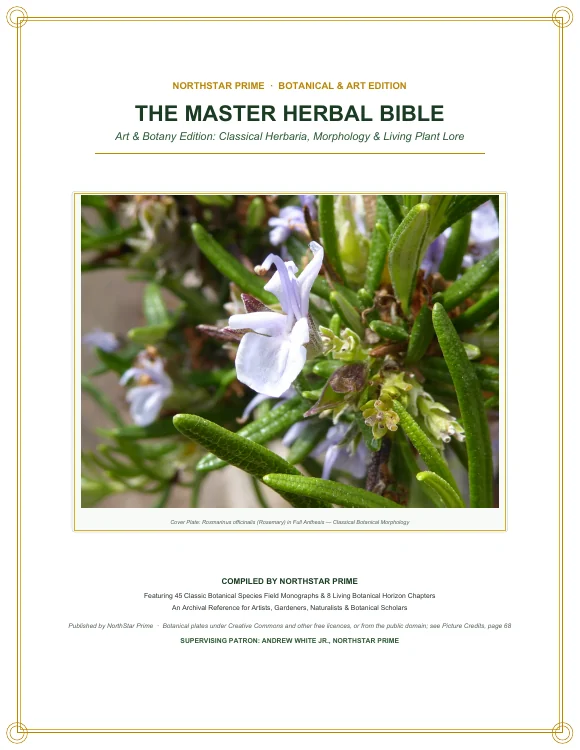 NORTHSTAR PRIME · BOTANICAL & ART EDITION
THE MASTER HERBAL BIBLE
Art & Botany Edition: Classical Herbaria, Morphology & Living Plant Lore
Cover Plate: Rosmarinus officinalis (Rosemary) in Full Anthesis — Classical Botanical Morphology
COMPILED BY NORTHSTAR PRIME
Featuring 45 Classic Botanical Species Field Monographs & 8 Living Botanical Horizon Chapters
An Archival Reference for Artists, Gardeners, Naturalists & Botanical Scholars
Published by NorthStar Prime · Botanical plates under Creative Commons and other free licences, or from the public domain; see Picture Credits, page 68
SUPERVISING PATRON: ANDREW WHITE JR., NORTHSTAR PRIME